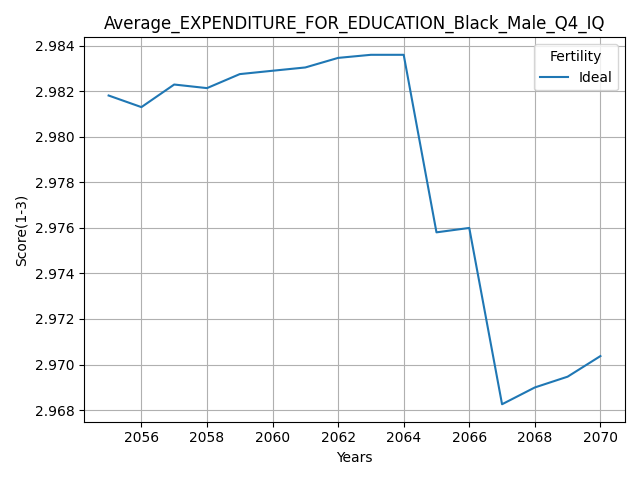 Average_EXPENDITURE_FOR_EDUCATION_Black_Male_Q4_IQ
Fertility
Ideal
Score(1-3)
2.984
2.982
2.980
2.978
2.976
2.974
2.972
2.970
2.968
2056 2058 2060 2062 2064 2066 2068 2070
Years